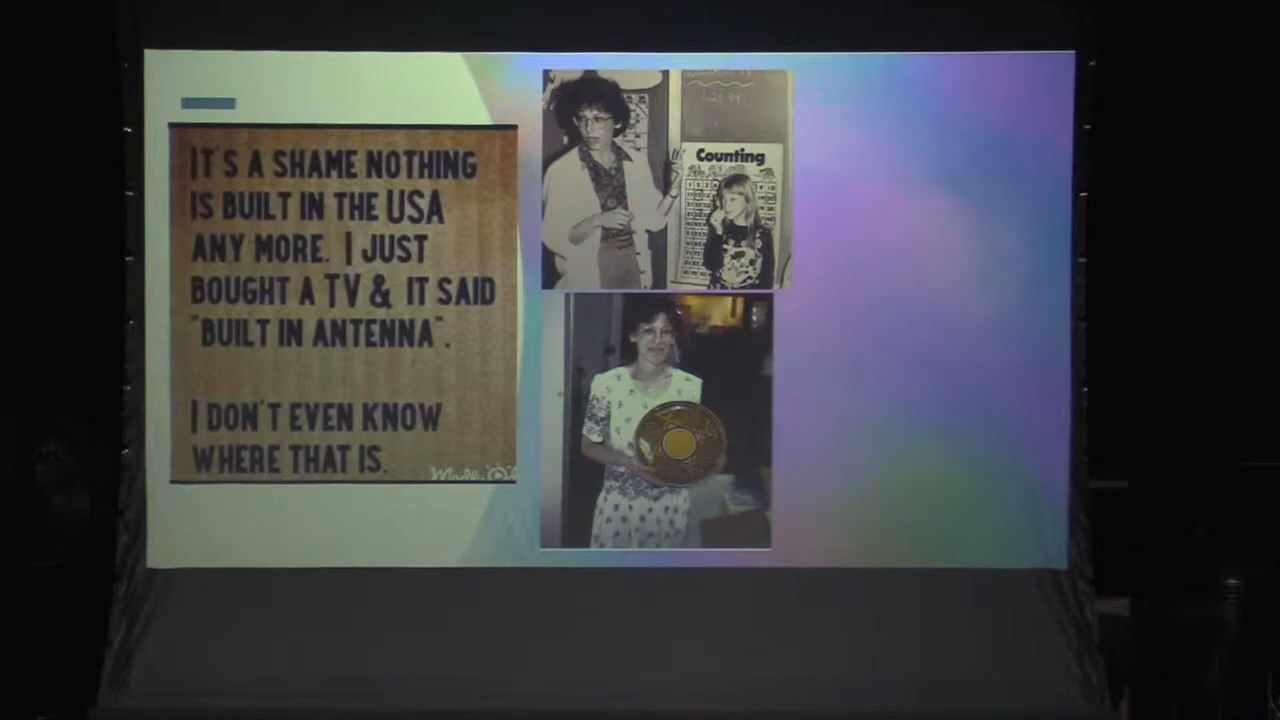 IT'S A SHAME NOTHING
IS BUILT IN THE USA
ANY MORE. I JUST
BOUGHT A TV & IT SAID
"BUILT IN ANTENNA".
I DON'T EVEN KNOW
WHERE THAT IS.
Counting